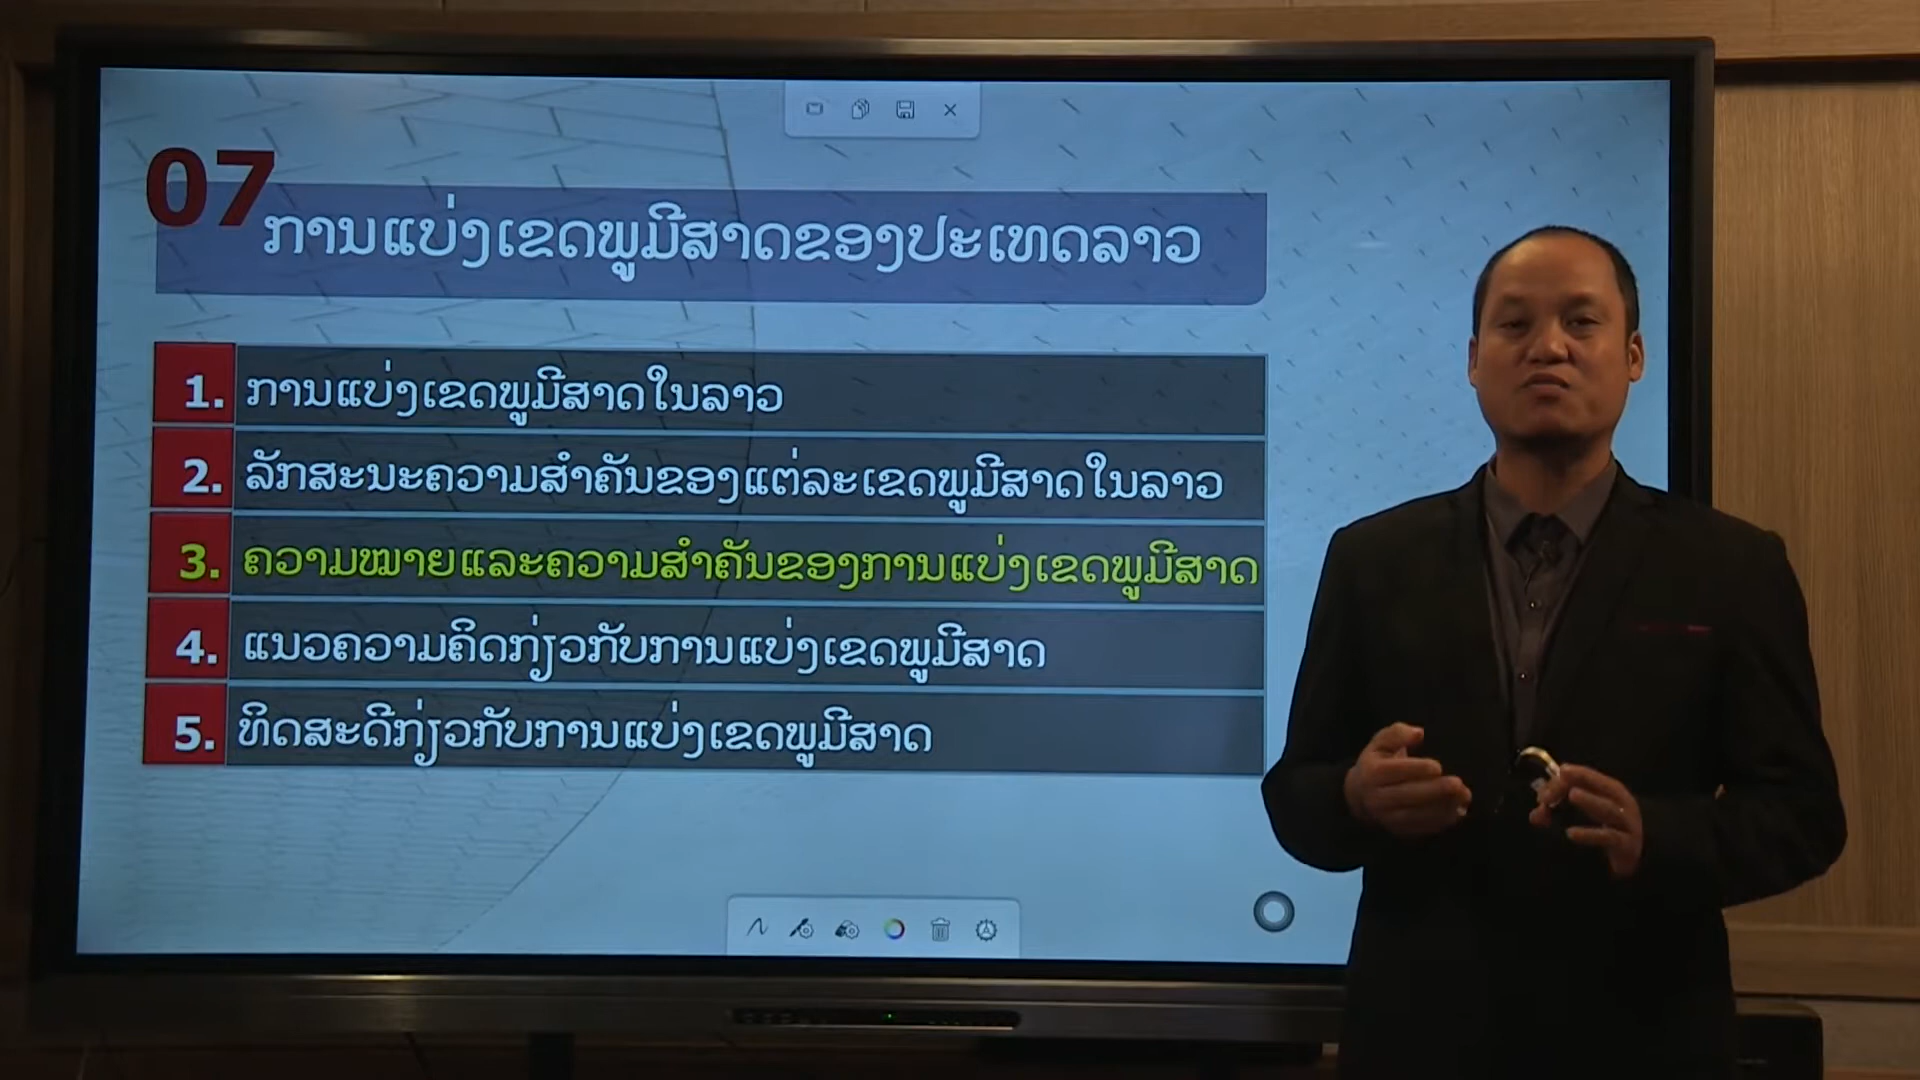 07
ການແບ່ງເຂດພູມີສາດຂອງປະເທດລາວ
1. ການແບ່ງເຂດພູມີສາດໃນລາວ
2. ລັກສະນະຄວາມສຳຄັນຂອງແຕ່ລະເຂດພູມີສາດໃນລາວ
3. ຄວາມໝາຍແລະຄວາມສຳຄັນຂອງການແບ່ງເຂດພູມີສາດ
4. ແນວຄວາມຄິດກ່ຽວກັບການແບ່ງເຂດພູມີສາດ
5. ທິດສະດີກ່ຽວກັບການແບ່ງເຂດພູມີສາດ